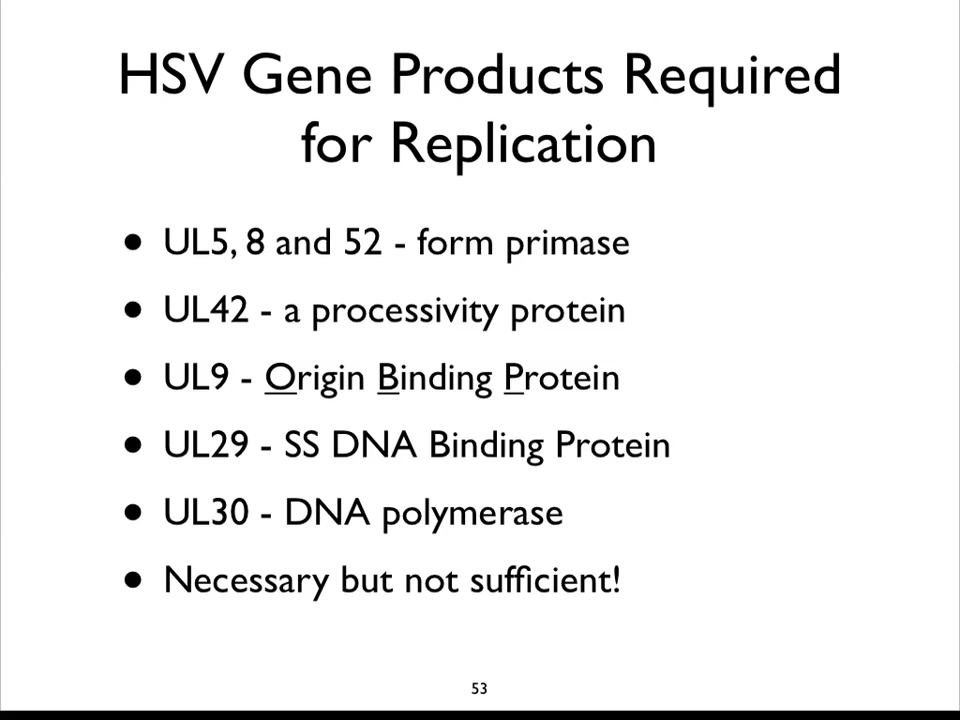 HSV Gene Products Required
for Replication
• UL5, 8 and 52 - form primase
• UL42 - a processivity protein
• UL9 - Origin Binding Protein
• UL29 - SS DNA Binding Protein
• UL30 - DNA polymerase
• Necessary but not sufficient!
53